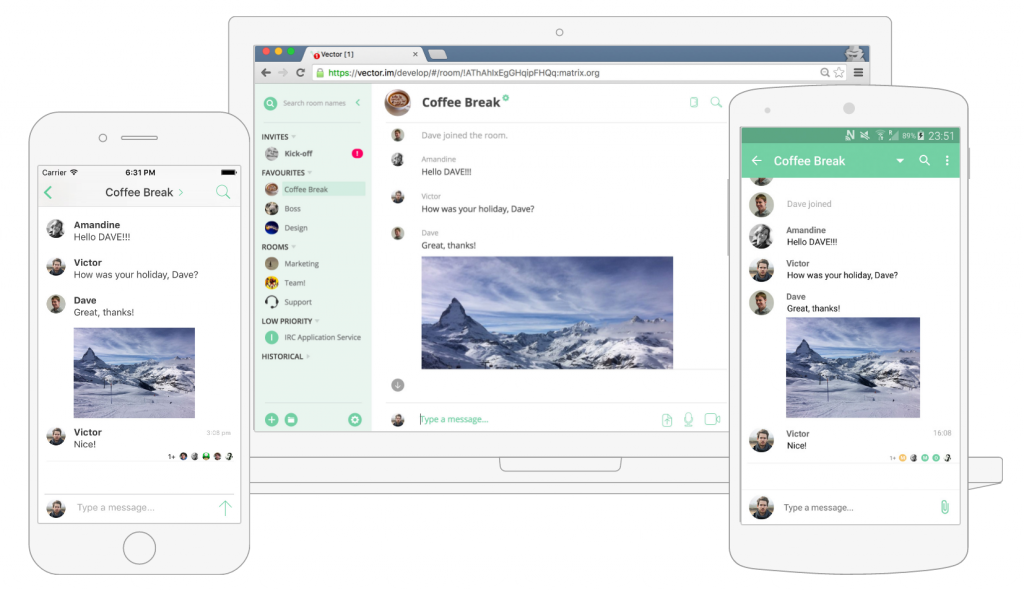 Carrier
6:31 PM
Coffee Break
Amandine
Hello DAVE!!!
Victor
How was your holiday, Dave?
Dave
Great, thanks!
Victor
3:08 pm
Nice!
1+
Type a message...
Vector [1]
https://vector.im/develop/#/room/!AThAhIxEgGHqipFHQq:matrix.org
Search room names
INVITES
Kick-off
!
FAVOURITES
Coffee Break
Boss
Design
ROOMS
Marketing
Team!
Support
LOW PRIORITY
I
IRC Application Service
HISTORICAL
Coffee Break
Dave joined the room.
Amandine
Hello DAVE!!!
Victor
How was your holiday, Dave?
Dave
Great, thanks!
Type a message...
89%
23:51
Coffee Break
Dave joined
Amandine
Hello DAVE!!!
Victor
How was your holiday, Dave?
Dave
Great, thanks!
Victor
16:08
Nice!
1+
Type a message...